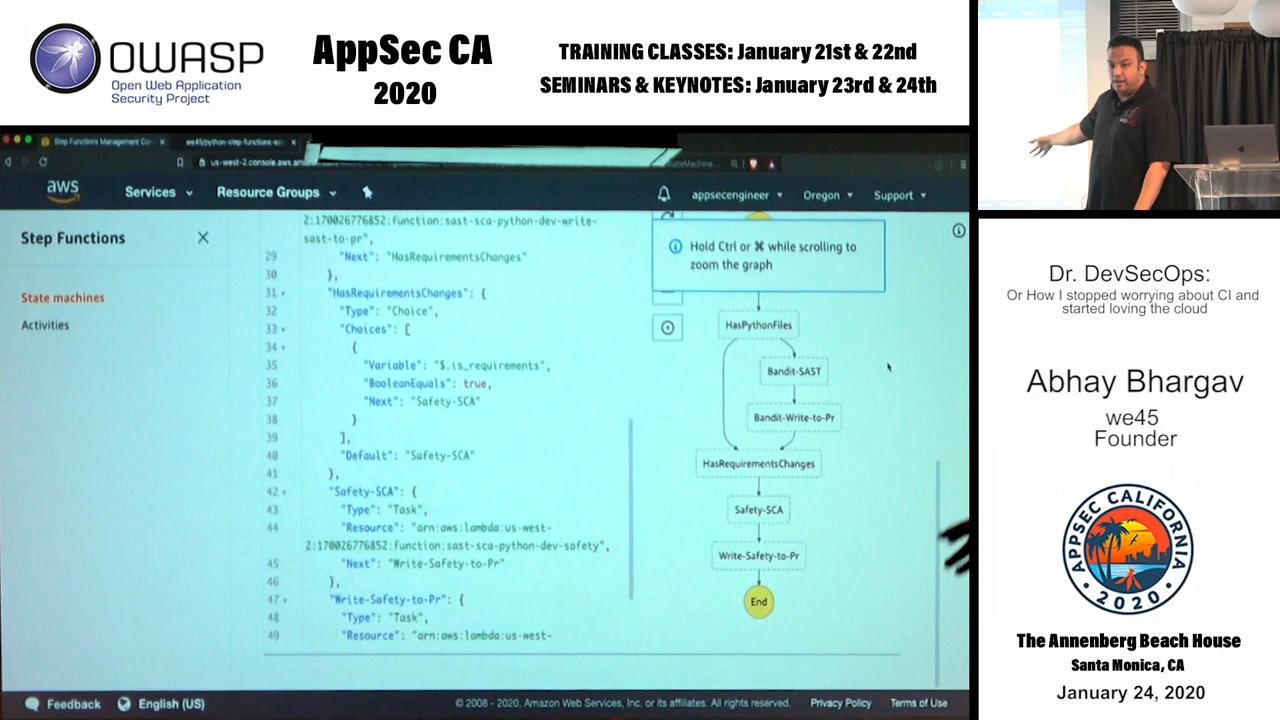 OWASP
Open Web Application
Security Project
AppSec CA
2020
TRAINING CLASSES: January 21st & 22nd
SEMINARS & KEYNOTES: January 23rd & 24th
Step Functions Management Co
we45/python-step-functions-e
us-west-2.console.aws.am
aws
Services
Resource Groups
appsecengineer
Oregon
Support
Step Functions
State machines
Activities
2:170026776852:function:sast-sca-python-dev-write-
sast-to-pr",
29 "Next": "HasRequirementsChanges"
30 },
31 "HasRequirementsChanges": {
32 "Type": "Choice",
33 "Choices": [
34 {
35 "Variable": "$.is_requirements",
36 "BooleanEquals": true,
37 "Next": "Safety-SCA"
38 }
39 ],
40 "Default": "Safety-SCA"
41 },
42 "Safety-SCA": {
43 "Type": "Task",
44 "Resource": "arn:aws:lambda:us-west-
2:170026776852:function:sast-sca-python-dev-safety",
45 "Next": "Write-Safety-to-Pr"
46 },
47 "Write-Safety-to-Pr": {
48 "Type": "Task",
49 "Resource": "arn:aws:lambda:us-west-
Hold Ctrl or ⌘ while scrolling to
zoom the graph
HasPythonFiles
Bandit-SAST
Bandit-Write-to-Pr
HasRequirementsChanges
Safety-SCA
Write-Safety-to-Pr
End
Feedback
English (US)
© 2008 - 2020, Amazon Web Services, Inc. or its affiliates. All rights reserved.
Privacy Policy
Terms of Use
Dr. DevSecOps:
Or How I stopped worrying about CI and
started loving the cloud
Abhay Bhargav
we45
Founder
APPSEC CALIFORNIA
2020
The Annenberg Beach House
Santa Monica, CA
January 24, 2020